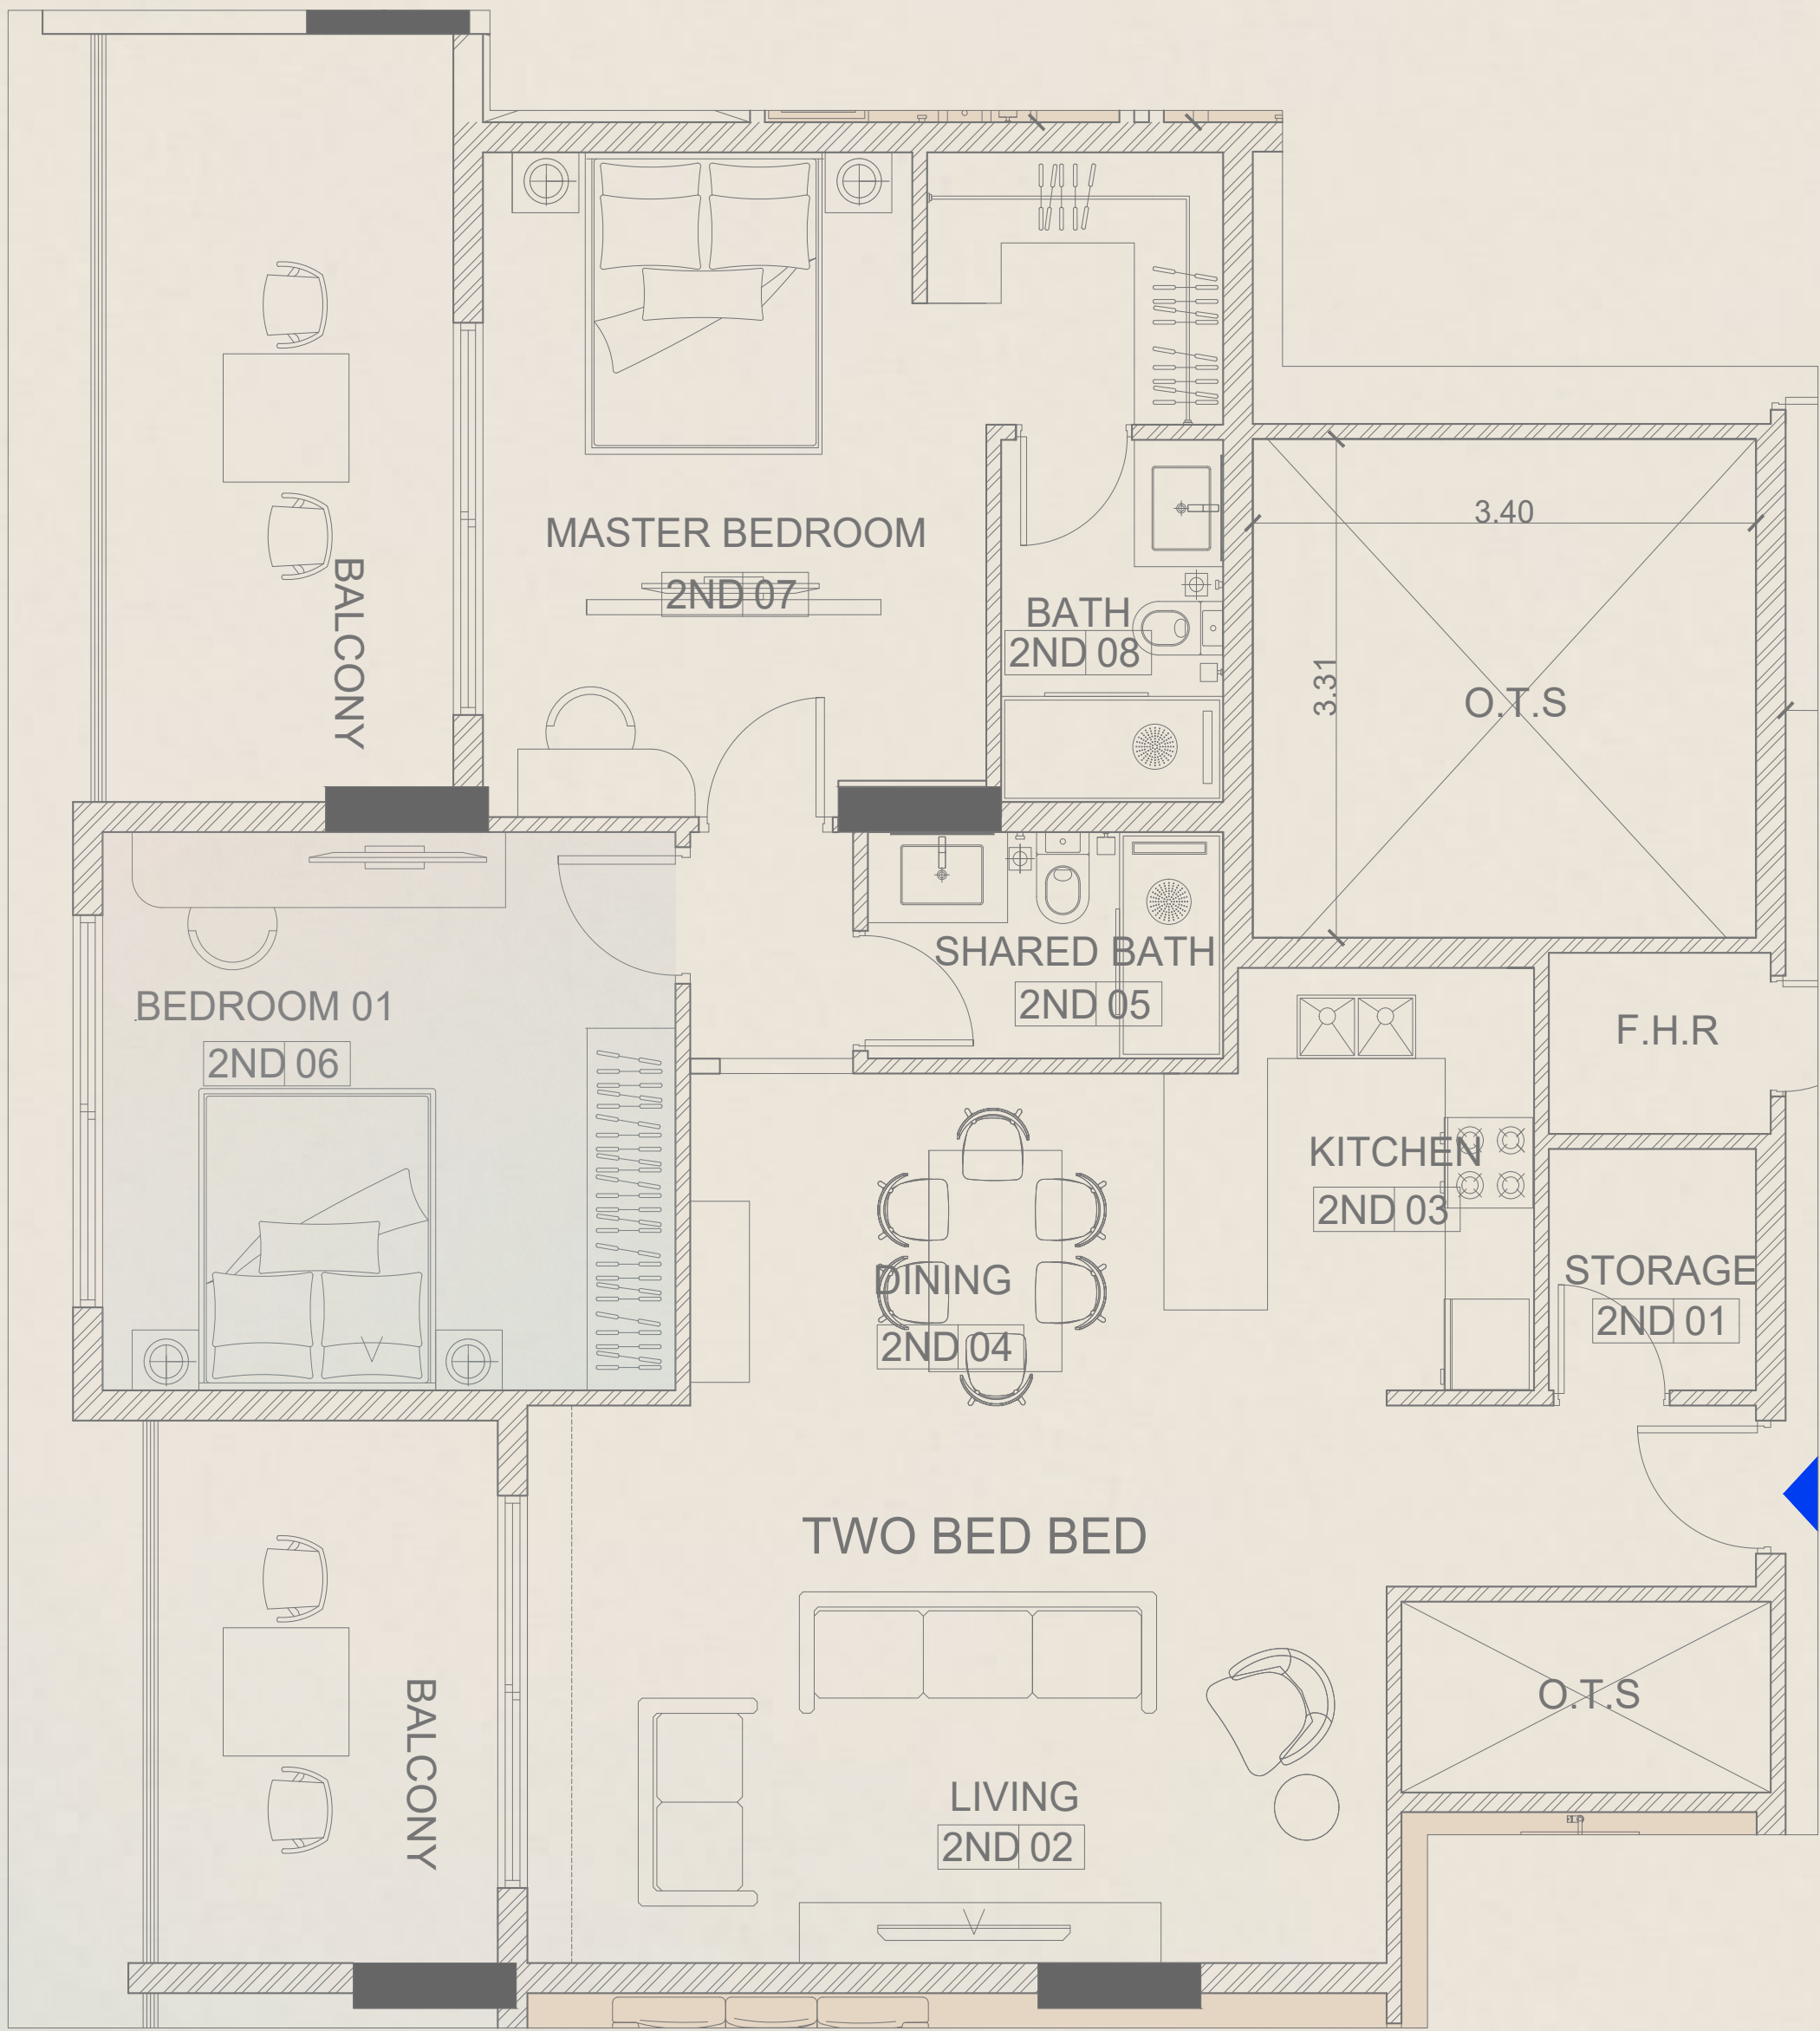 MASTER BEDROOM
2ND 07
BALCONY
BATH
2ND 08
3.40
3.31
O.T.S
BEDROOM 01
2ND 06
SHARED BATH
2ND 05
F.H.R
KITCHEN
2ND 03
STORAGE
2ND 01
DINING
2ND 04
TWO BED BED
BALCONY
LIVING
2ND 02
O.T.S